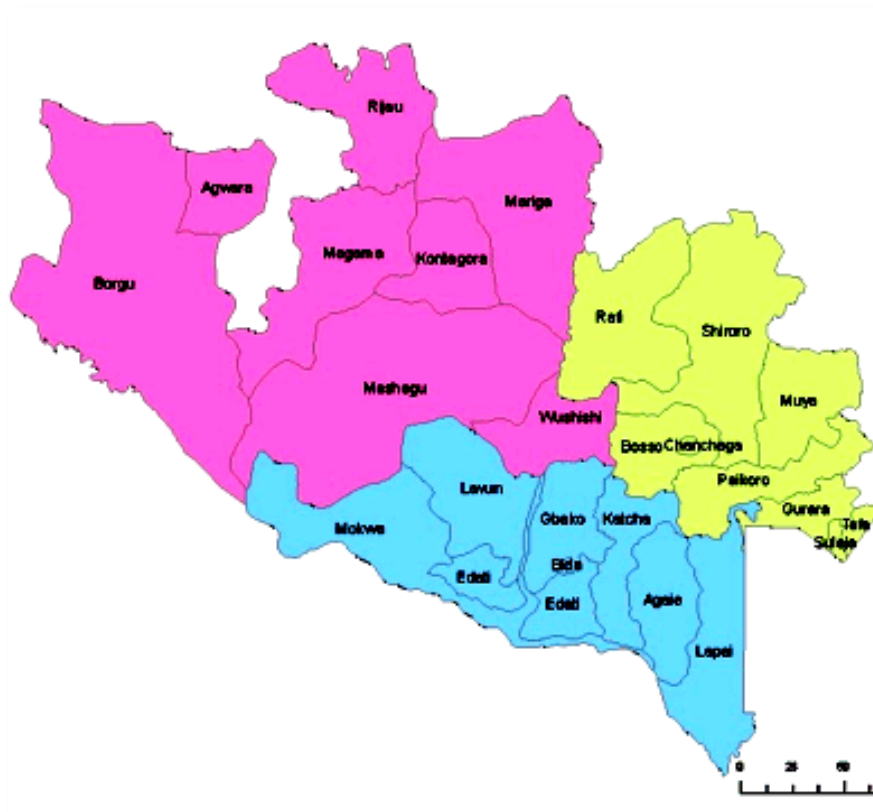 Rijau
Agwara
Mariga
Magama
Kontagora
Borgu
Rafi
Shiroro
Mashegu
Muya
Wushishi
Bosso
Chanchaga
Paikoro
Lavun
Gbako
Katcha
Gurara
Tafa
Mokwa
Suleja
Bida
Edati
Edati
Agaie
Lapai
0 25 50